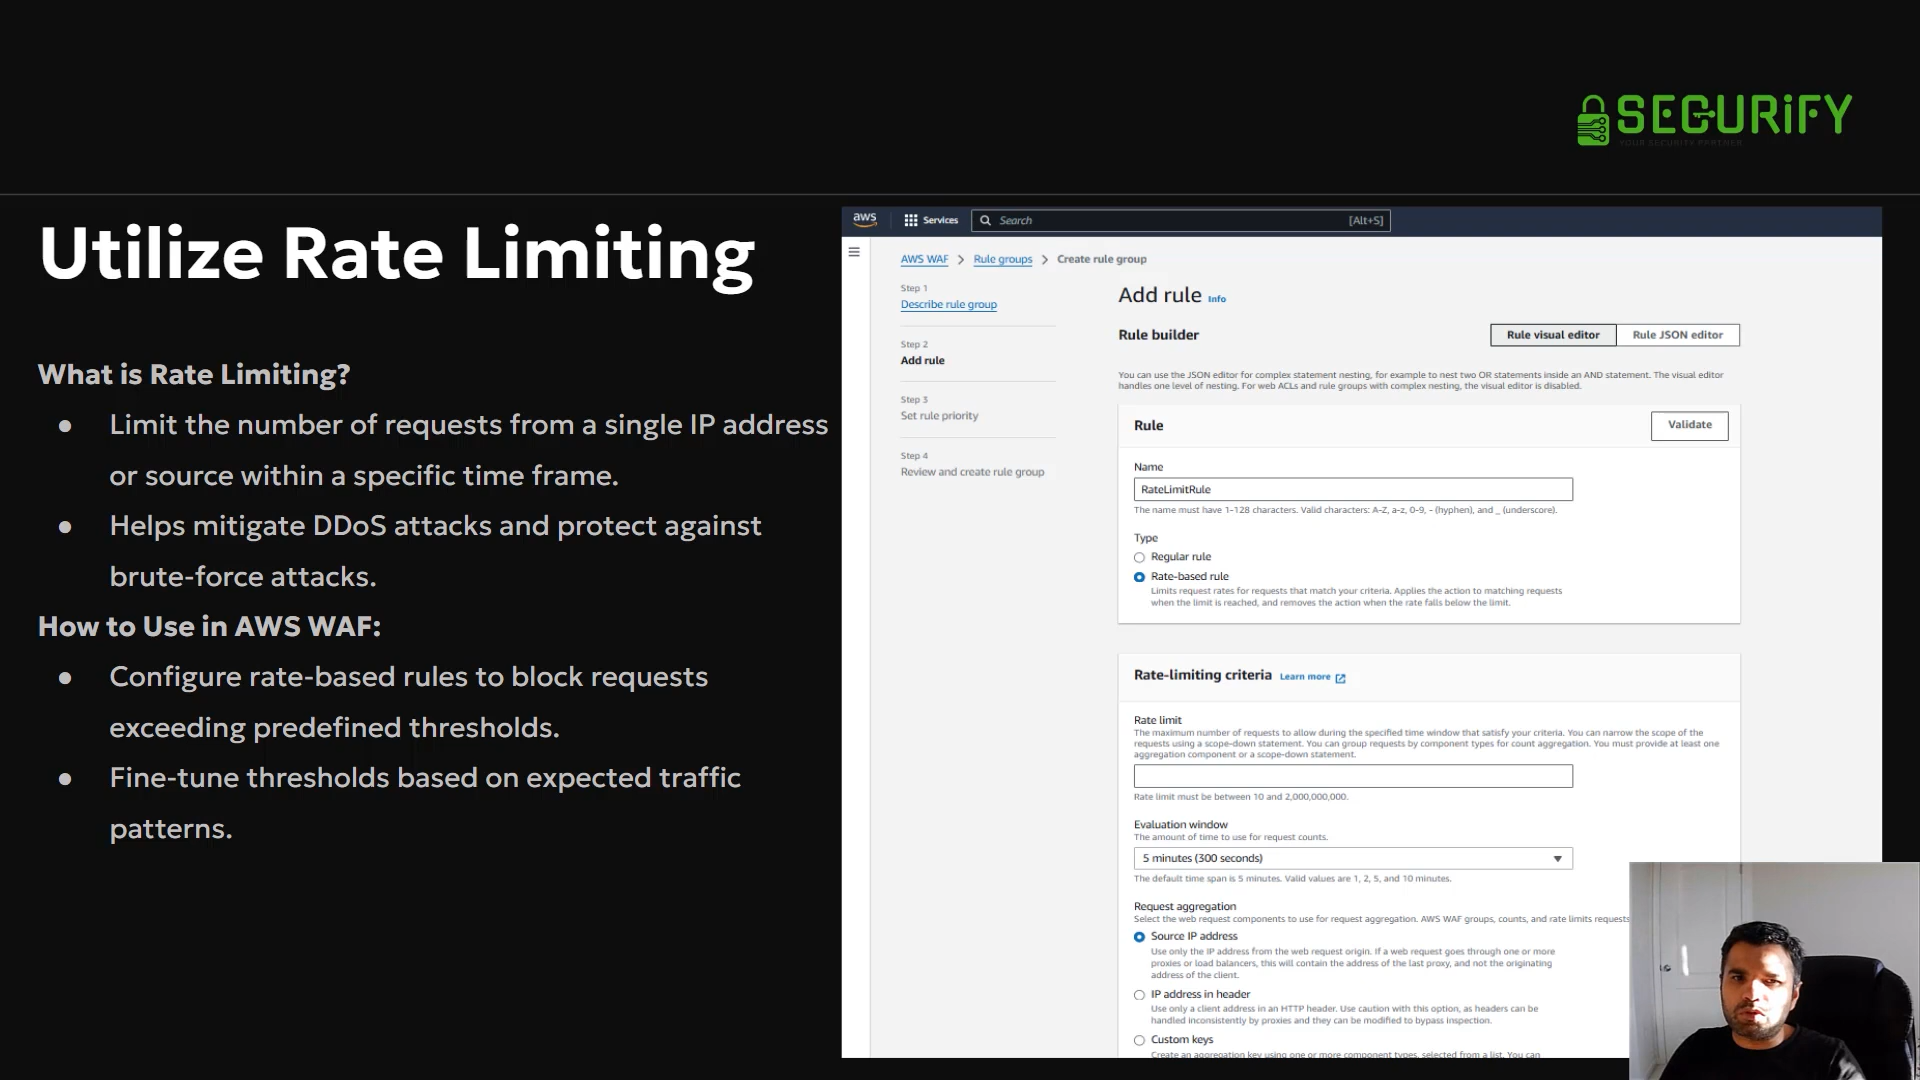 SECURiFY
YOUR SECURITY PARTNER
Utilize Rate Limiting
What is Rate Limiting?
● Limit the number of requests from a single IP address
or source within a specific time frame.
● Helps mitigate DDoS attacks and protect against
brute-force attacks.
How to Use in AWS WAF:
● Configure rate-based rules to block requests
exceeding predefined thresholds.
● Fine-tune thresholds based on expected traffic
patterns.
aws
Services
Search
[Alt+S]
AWS WAF > Rule groups > Create rule group
Step 1
Describe rule group
Step 2
Add rule
Step 3
Set rule priority
Step 4
Review and create rule group
Add rule Info
Rule builder
Rule visual editor
Rule JSON editor
You can use the JSON editor for complex statement nesting, for example to nest two OR statements inside an AND statement. The visual editor
handles one level of nesting. For web ACLs and rule groups with complex nesting, the visual editor is disabled.
Rule
Validate
Name
RateLimitRule
The name must have 1-128 characters. Valid characters: A-Z, a-z, 0-9, - (hyphen), and _ (underscore).
Type
Regular rule
Rate-based rule
Limits request rates for requests that match your criteria. Applies the action to matching requests
when the limit is reached, and removes the action when the rate falls below the limit.
Rate-limiting criteria Learn more
Rate limit
The maximum number of requests to allow during the specified time window that satisfy your criteria. You can narrow the scope of the
requests using a scope-down statement. You can group requests by component types for count aggregation. You must provide at least one
aggregation component or a scope-down statement.
Rate limit must be between 10 and 2,000,000,000.
Evaluation window
The amount of time to use for request counts.
5 minutes (300 seconds)
The default time span is 5 minutes. Valid values are 1, 2, 5, and 10 minutes.
Request aggregation
Select the web request components to use for request aggregation. AWS WAF groups, counts, and rate limits requests
Source IP address
Use only the IP address from the web request origin. If a web request goes through one or more
proxies or load balancers, this will contain the address of the last proxy, and not the originating
address of the client.
IP address in header
Use only a client address in an HTTP header. Use caution with this option, as headers can be
handled inconsistently by proxies and they can be modified to bypass inspection.
Custom keys
Create an aggregation key using one or more component types, selected from a list. You can